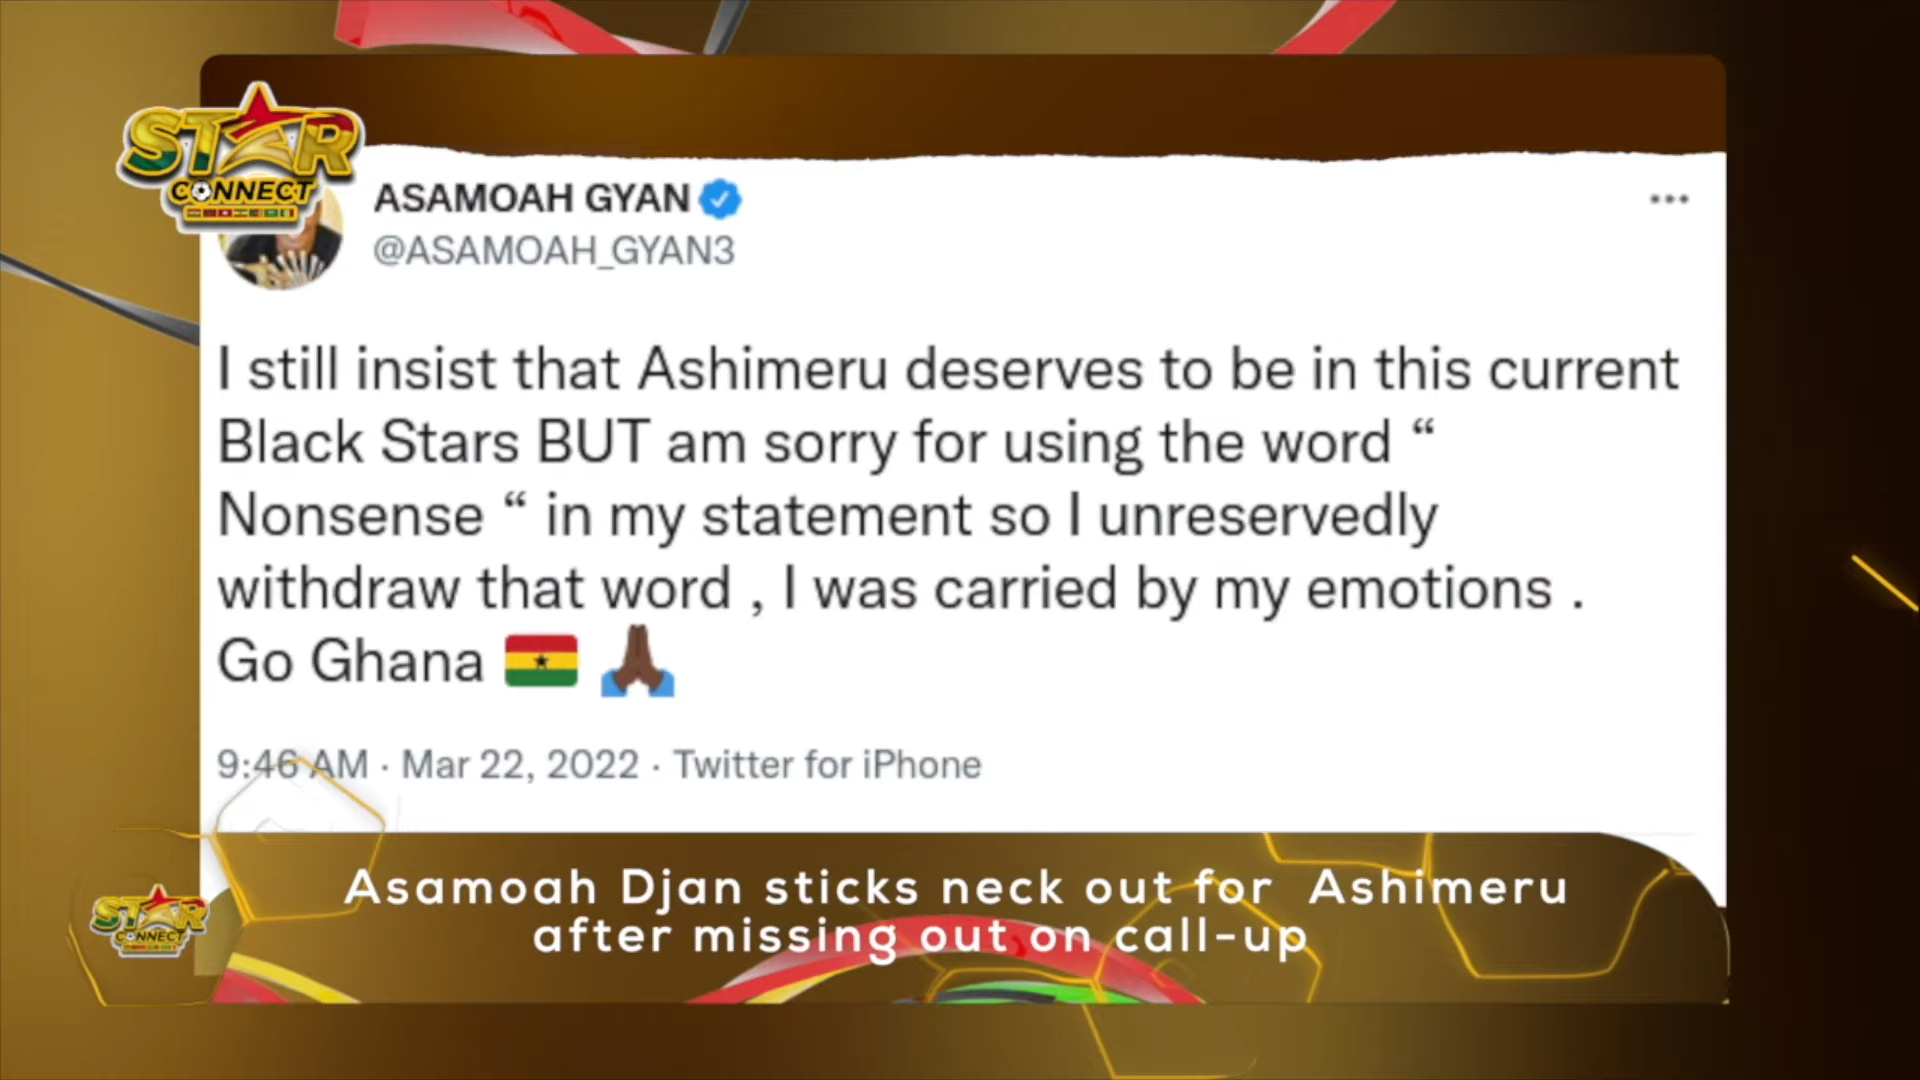 STAR
CONNECT
ASAMOAH GYAN
@ASAMOAH_GYAN3
I still insist that Ashimeru deserves to be in this current
Black Stars BUT am sorry for using the word “
Nonsense “ in my statement so I unreservedly
withdraw that word , I was carried by my emotions .
Go Ghana
9:46 AM · Mar 22, 2022 · Twitter for iPhone
Asamoah Djan sticks neck out for Ashimeru
after missing out on call-up
STAR
CONNECT